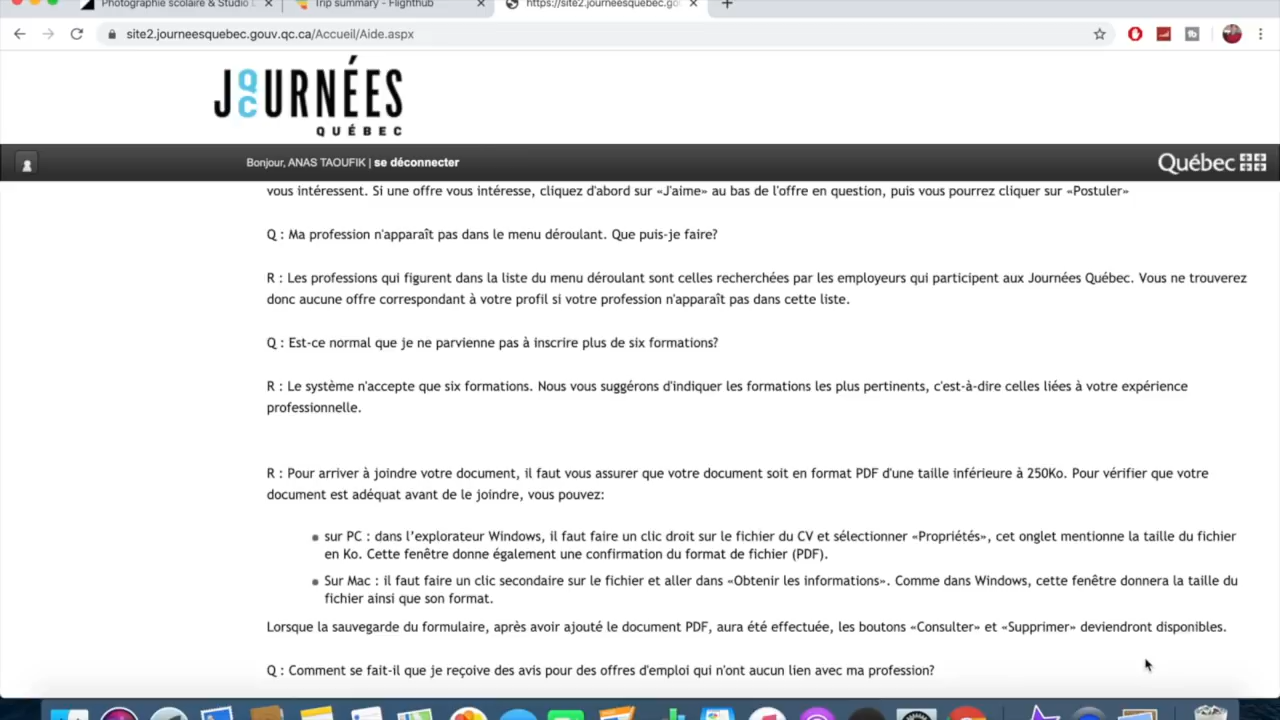 Photographie scolaire & Studio
Trip summary - Flighthub
https://site2.journeesquebec.go
site2.journeesquebec.gouv.qc.ca/Accueil/Aide.aspx
JQCURNÉES
QUÉBEC
Bonjour, ANAS TAOUFIK | se déconnecter
Québec
vous intéressent. Si une offre vous intéresse, cliquez d'abord sur «J'aime» au bas de l'offre en question, puis vous pourrez cliquer sur «Postuler»
Q : Ma profession n'apparaît pas dans le menu déroulant. Que puis-je faire?
R : Les professions qui figurent dans la liste du menu déroulant sont celles recherchées par les employeurs qui participent aux Journées Québec. Vous ne trouverez
donc aucune offre correspondant à votre profil si votre profession n'apparaît pas dans cette liste.
Q : Est-ce normal que je ne parvienne pas à inscrire plus de six formations?
R : Le système n'accepte que six formations. Nous vous suggérons d'indiquer les formations les plus pertinents, c'est-à-dire celles liées à votre expérience
professionnelle.
R : Pour arriver à joindre votre document, il faut vous assurer que votre document soit en format PDF d'une taille inférieure à 250Ko. Pour vérifier que votre
document est adéquat avant de le joindre, vous pouvez:
sur PC : dans l'explorateur Windows, il faut faire un clic droit sur le fichier du CV et sélectionner «Propriétés», cet onglet mentionne la taille du fichier
en Ko. Cette fenêtre donne également une confirmation du format de fichier (PDF).
Sur Mac : il faut faire un clic secondaire sur le fichier et aller dans «Obtenir les informations». Comme dans Windows, cette fenêtre donnera la taille du
fichier ainsi que son format.
Lorsque la sauvegarde du formulaire, après avoir ajouté le document PDF, aura été effectuée, les boutons «Consulter» et «Supprimer» deviendront disponibles.
Q : Comment se fait-il que je reçoive des avis pour des offres d'emploi qui n'ont aucun lien avec ma profession?